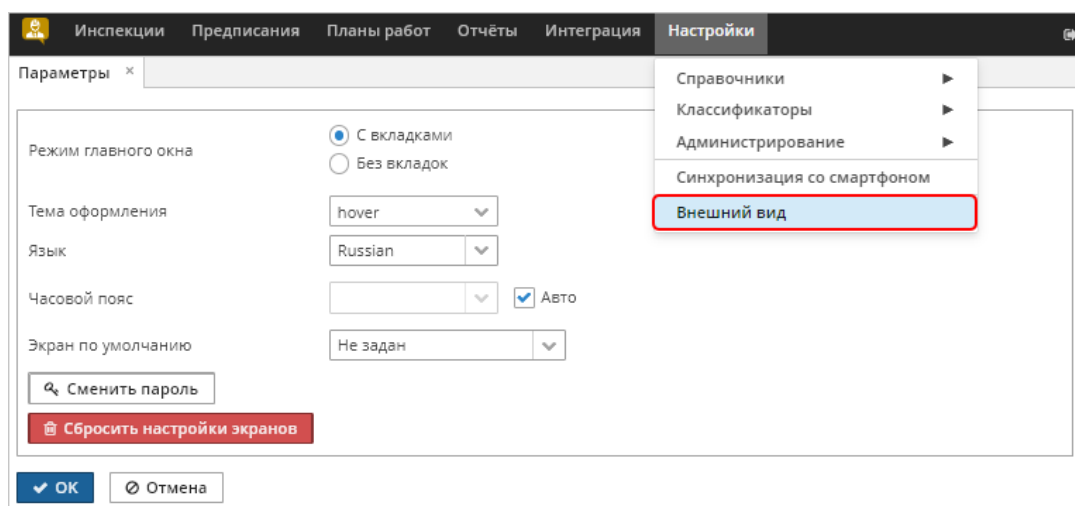 Инспекции Предписания Планы работ Отчёты Интеграция Настройки
Параметры ×
Справочники
Классификаторы
Администрирование
Синхронизация со смартфоном
Внешний вид
Режим главного окна
С вкладками
Без вкладок
Тема оформления hover
Язык Russian
Часовой пояс Авто
Экран по умолчанию Не задан
Сменить пароль
Сбросить настройки экранов
OK Отмена